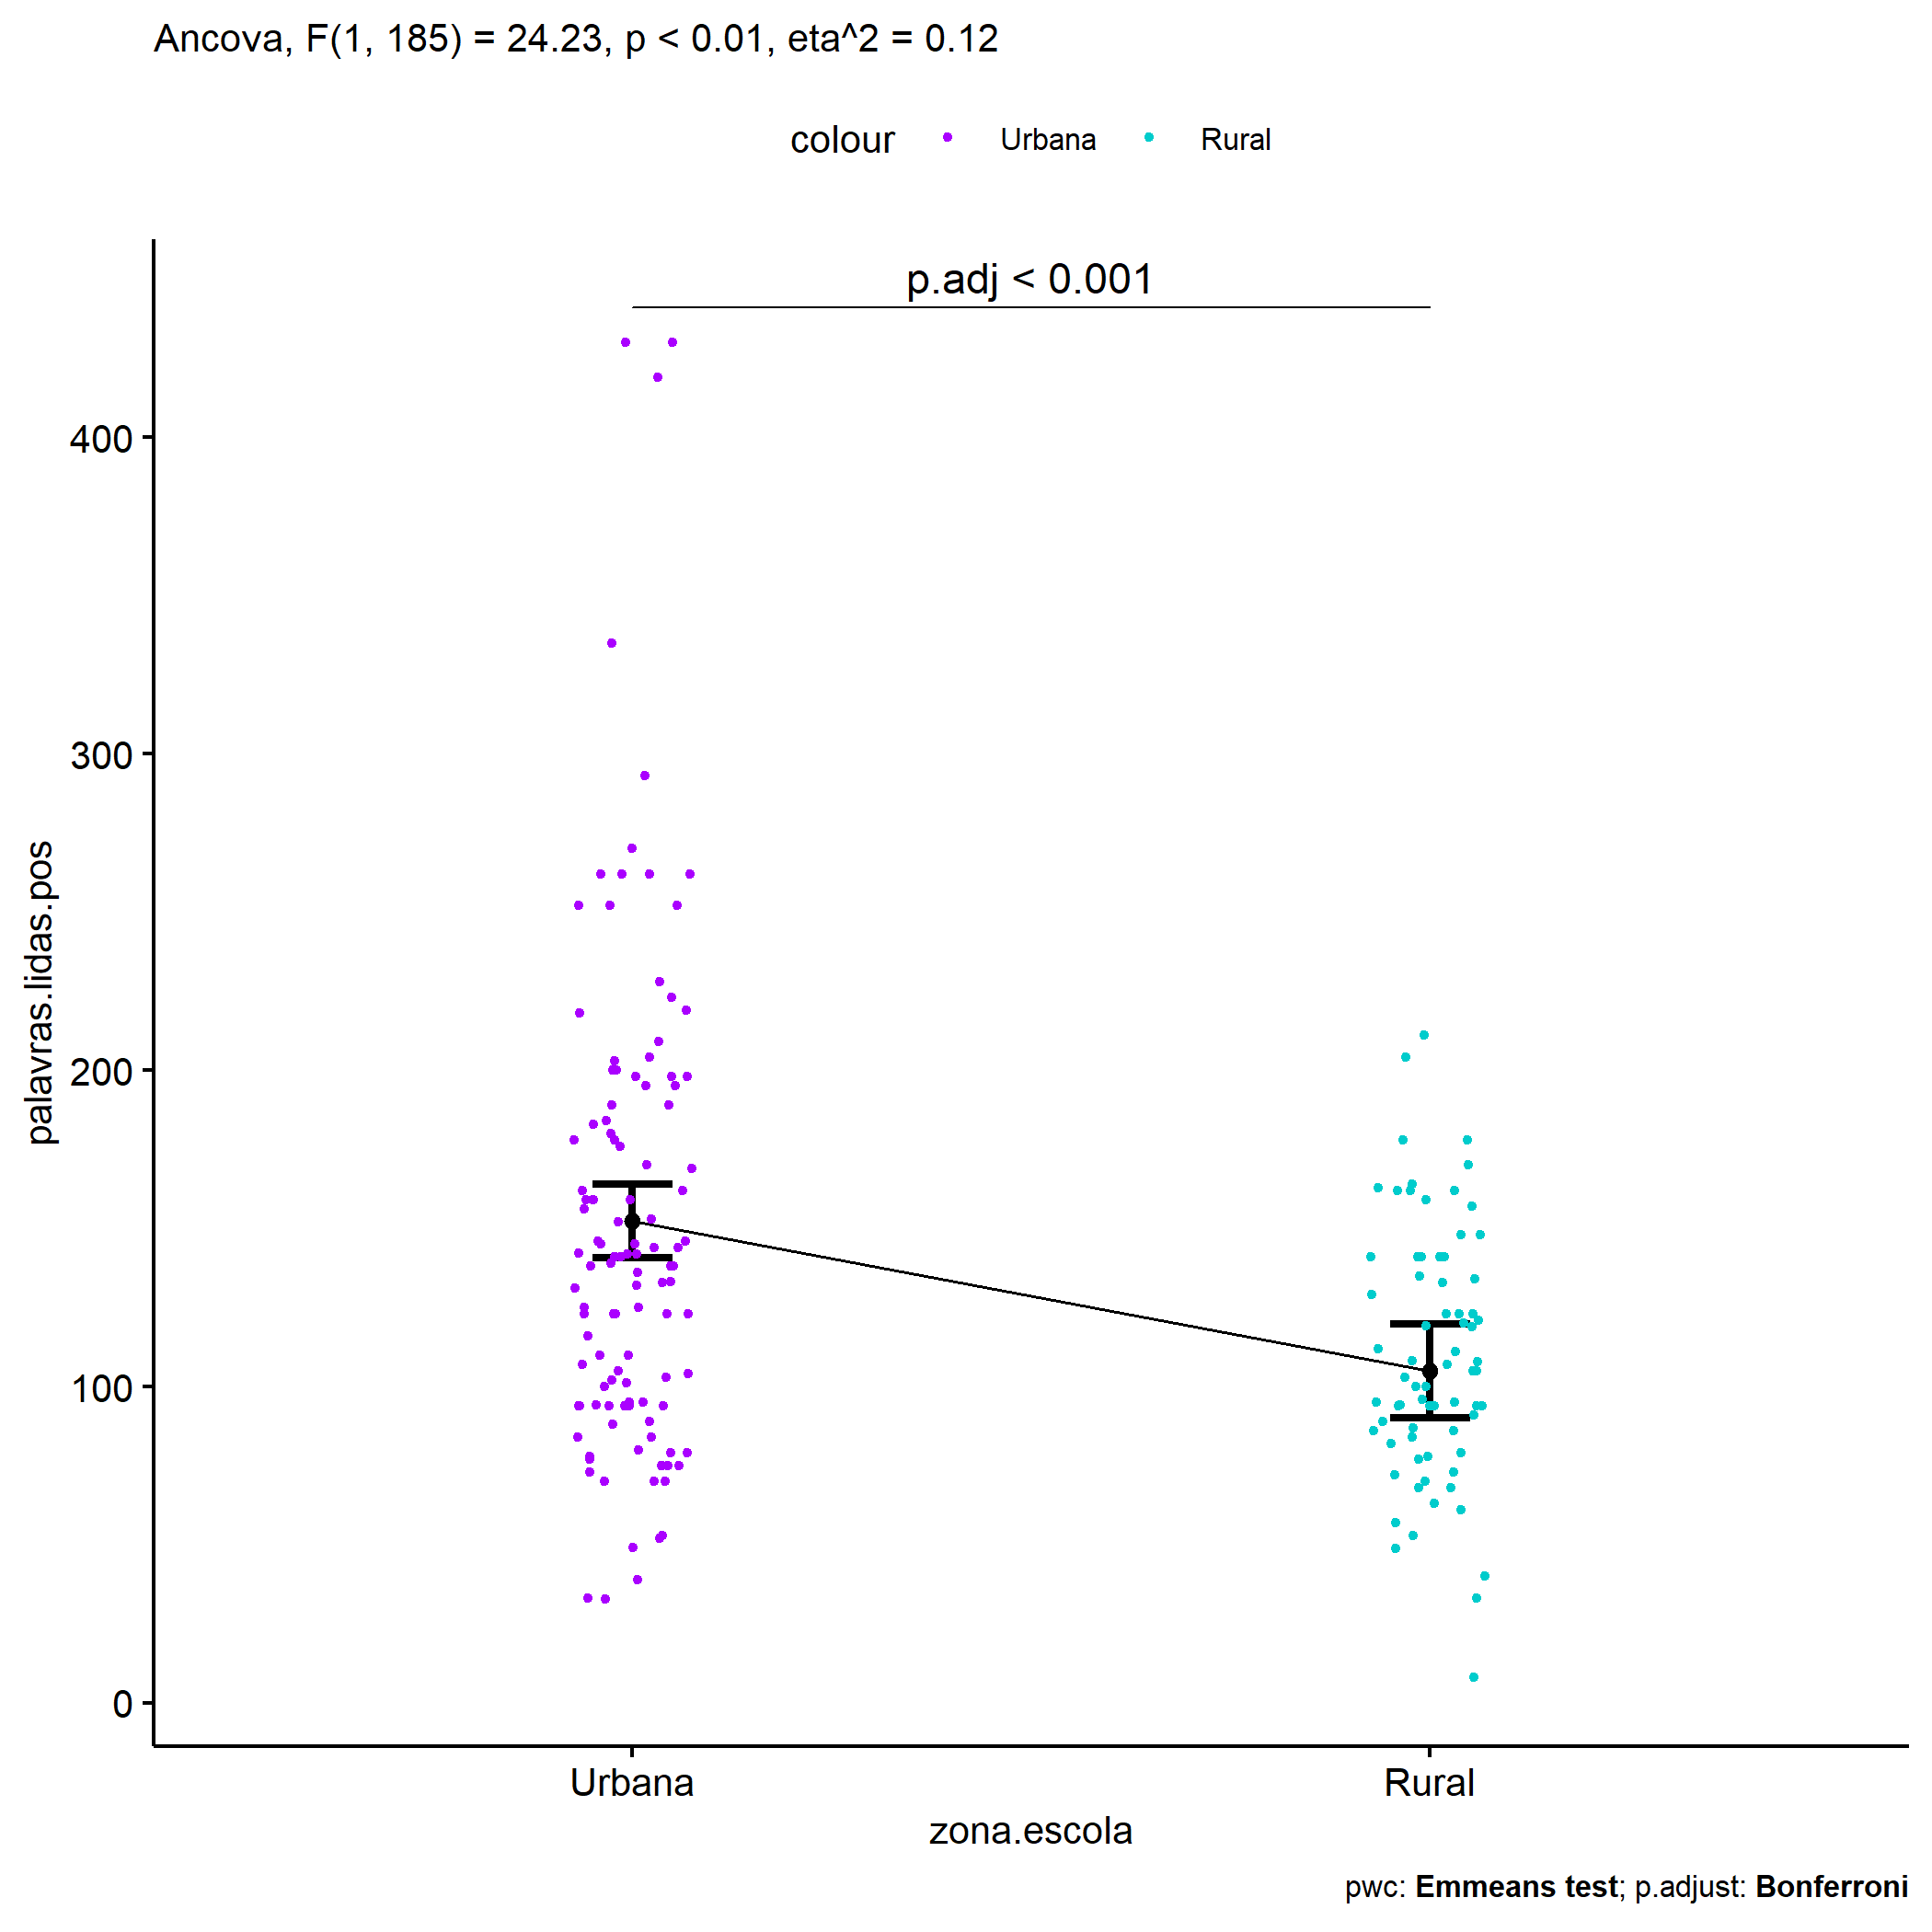 Ancova, F(1, 185) = 24.23, p < 0.01, eta^2 = 0.12
colour Urbana Rural
p.adj < 0.001
400
300
200
100
0
palavras.lidas.pos
Urbana Rural
zona.escola
pwc: Emmeans test; p.adjust: Bonferroni